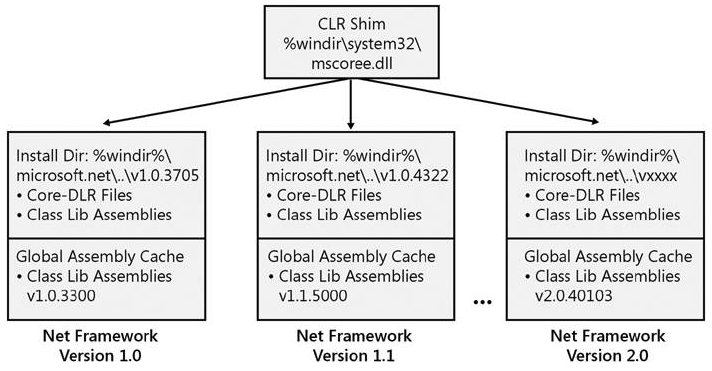 CLR Shim
%windir\system32\
mscoree.dll
Install Dir: %windir%\
microsoft.net\..\v1.0.3705
• Core-DLR Files
• Class Lib Assemblies
Global Assembly Cache
• Class Lib Assemblies
v1.0.3300
Net Framework
Version 1.0
Install Dir: %windir%\
microsoft.net\..\v1.0.4322
• Core-DLR Files
• Class Lib Assemblies
Global Assembly Cache
• Class Lib Assemblies
v1.1.5000
Net Framework
Version 1.1
...
Install Dir: %windir%\
microsoft.net\..\vxxxx
• Core-DLR Files
• Class Lib Assemblies
Global Assembly Cache
• Class Lib Assemblies
v2.0.40103
Net Framework
Version 2.0